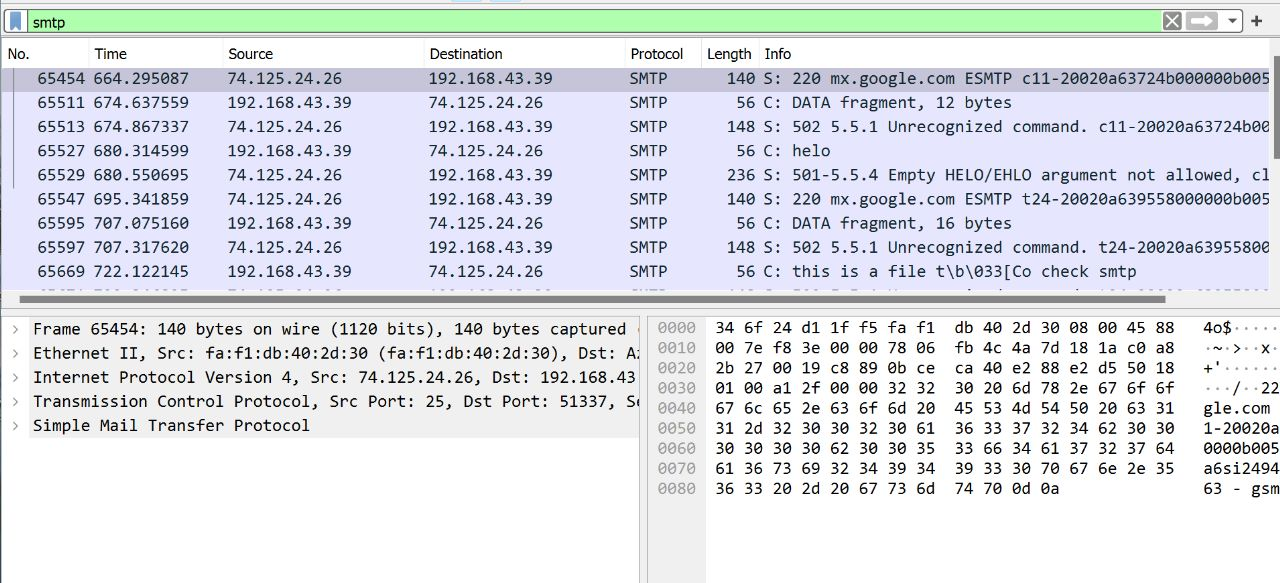 smtp
No. Time Source Destination Protocol Length Info
65454 664.295087 74.125.24.26 192.168.43.39 SMTP 140 S: 220 mx.google.com ESMTP c11-20020a63724b000000b005
65511 674.637559 192.168.43.39 74.125.24.26 SMTP 56 C: DATA fragment, 12 bytes
65513 674.867337 74.125.24.26 192.168.43.39 SMTP 148 S: 502 5.5.1 Unrecognized command. c11-20020a63724b00
65527 680.314599 192.168.43.39 74.125.24.26 SMTP 56 C: helo
65529 680.550695 74.125.24.26 192.168.43.39 SMTP 236 S: 501-5.5.4 Empty HELO/EHLO argument not allowed, cl
65547 695.341859 74.125.24.26 192.168.43.39 SMTP 140 S: 220 mx.google.com ESMTP t24-20020a639558000000b005
65595 707.075160 192.168.43.39 74.125.24.26 SMTP 56 C: DATA fragment, 16 bytes
65597 707.317620 74.125.24.26 192.168.43.39 SMTP 148 S: 502 5.5.1 Unrecognized command. t24-20020a63955800
65669 722.122145 192.168.43.39 74.125.24.26 SMTP 56 C: this is a file t\b\033[Co check smtp
Frame 65454: 140 bytes on wire (1120 bits), 140 bytes captured
Ethernet II, Src: fa:f1:db:40:2d:30 (fa:f1:db:40:2d:30), Dst: Az
Internet Protocol Version 4, Src: 74.125.24.26, Dst: 192.168.43
Transmission Control Protocol, Src Port: 25, Dst Port: 51337, Se
Simple Mail Transfer Protocol
0000 34 6f 24 d1 1f f5 fa f1 db 40 2d 30 08 00 45 88 4o$·····
0010 00 7e f8 3e 00 00 78 06 fb 4c 4a 7d 18 1a c0 a8 ·~·>··x·
0020 2b 27 00 19 c8 89 0b ce ca 40 e2 88 e2 d5 50 18 +'······
0030 01 00 a1 2f 00 00 32 32 30 20 6d 78 2e 67 6f 6f ···/··22
0040 67 6c 65 2e 63 6f 6d 20 45 53 4d 54 50 20 63 31 gle.com
0050 31 2d 32 30 30 32 30 61 36 33 37 32 34 62 30 30 1-20020a
0060 30 30 30 30 62 30 30 35 33 66 34 61 37 32 37 64 0000b005
0070 61 36 73 69 32 34 39 34 39 33 30 70 67 6e 2e 35 a6si2494
0080 36 33 20 2d 20 67 73 6d 74 70 0d 0a 63 - gsm